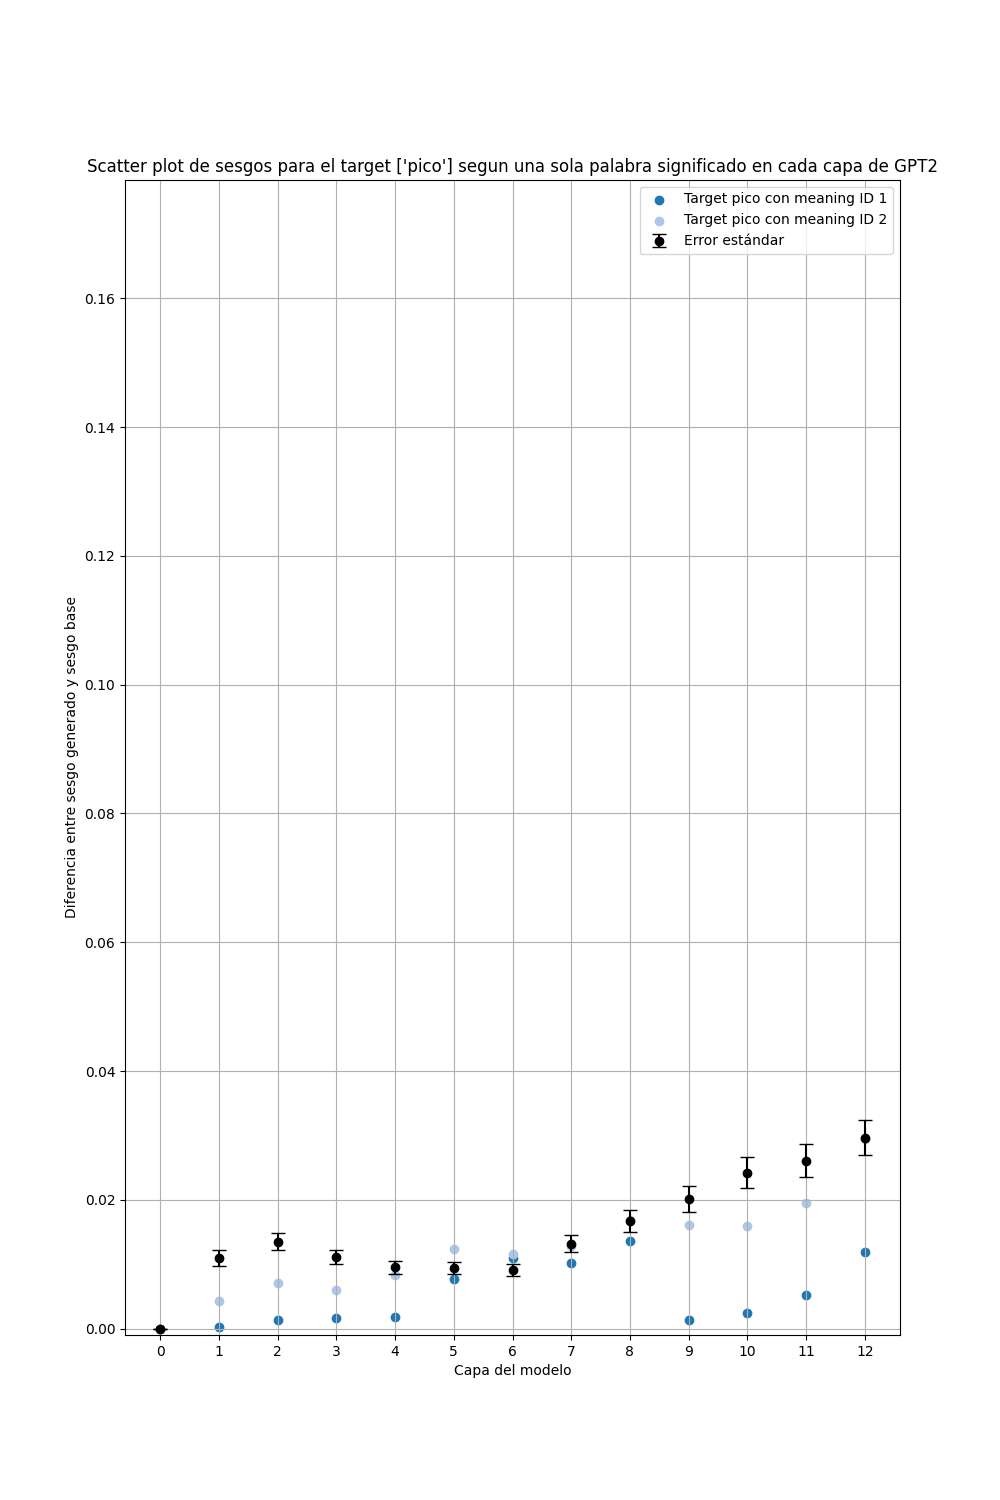 Scatter plot de sesgos para el target ['pico'] segun una sola palabra significado en cada capa de GPT2
Target pico con meaning ID 1
Target pico con meaning ID 2
Error estándar
Diferencia entre sesgo generado y sesgo base
0.16
0.14
0.12
0.10
0.08
0.06
0.04
0.02
0.00
0 1 2 3 4 5 6 7 8 9 10 11 12
Capa del modelo